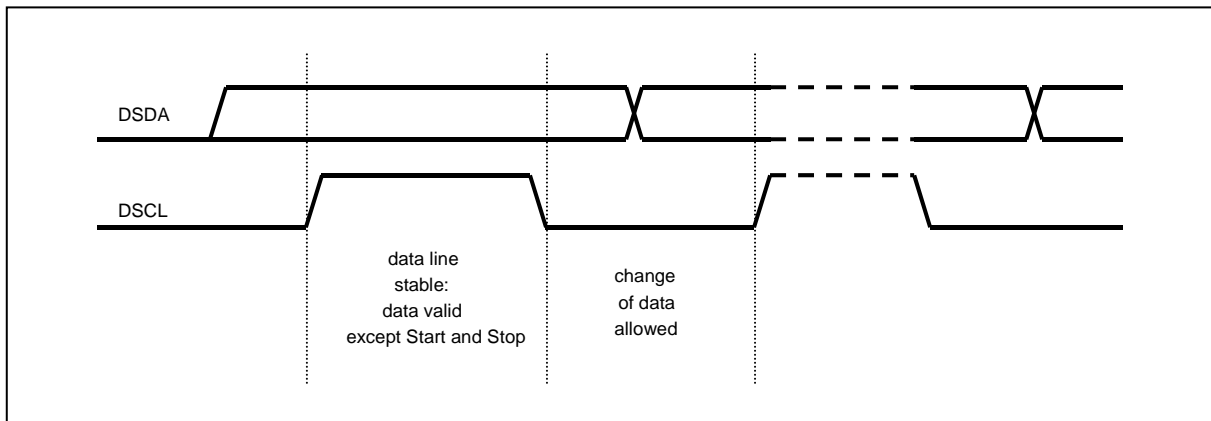 DSDA
DSCL
data line
stable:
data valid
except Start and Stop
change
of data
allowed